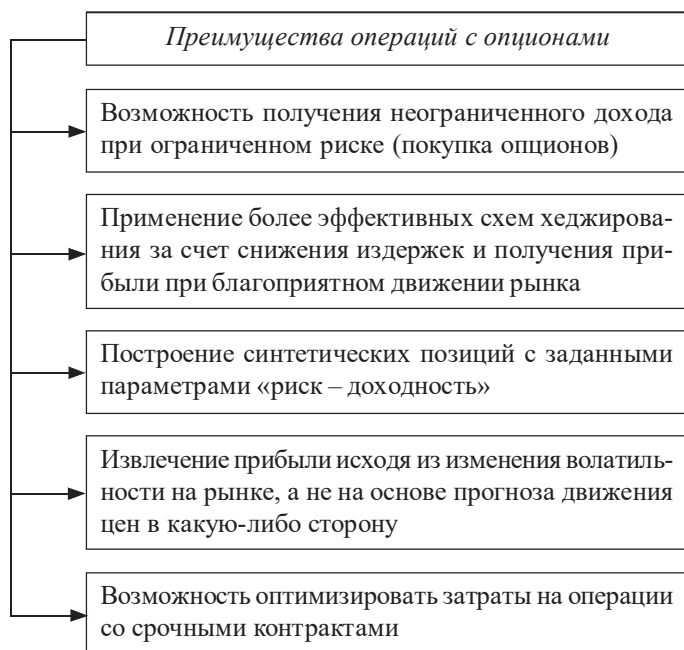 Преимущества операций с опционами
Возможность получения неограниченного дохода
при ограниченном риске (покупка опционов)
Применение более эффективных схем хеджирова-
ния за счет снижения издержек и получения при-
были при благоприятном движении рынка
Построение синтетических позиций с заданными
параметрами «риск – доходность»
Извлечение прибыли исходя из изменения волатиль-
ности на рынке, а не на основе прогноза движения
цен в какую-либо сторону
Возможность оптимизировать затраты на операции
со срочными контрактами